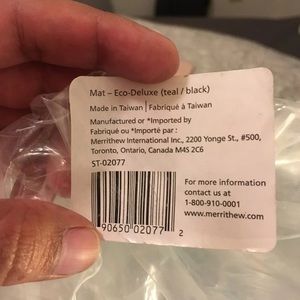 Mat – Eco-Deluxe (teal / black)
Made in Taiwan | Fabriqué à Taiwan
Manufactured or *Imported by
Fabriqué ou *Importé par :
Merrithew International Inc., 2200 Yonge St., #500,
Toronto, Ontario, Canada M4S 2C6
ST-02077
For more information
contact us at
1-800-910-0001
www.merrithew.com
90650 02077 2